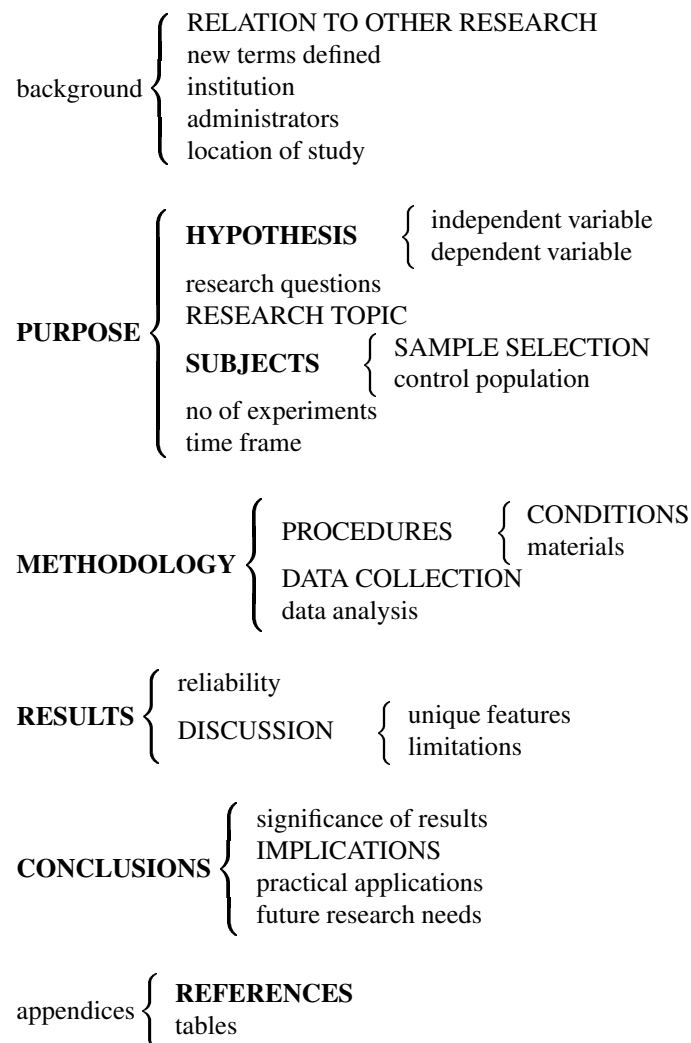 RELATION TO OTHER RESEARCH
new terms defined
background
institution
administrators
location of study
HYPOTHESIS
independent variable
dependent variable
research questions
RESEARCH TOPIC
PURPOSE
SUBJECTS
SAMPLE SELECTION
control population
no of experiments
time frame
METHODOLOGY
PROCEDURES
CONDITIONS
materials
DATA COLLECTION
data analysis
RESULTS
reliability
DISCUSSION
unique features
limitations
CONCLUSIONS
significance of results
IMPLICATIONS
practical applications
future research needs
appendices
REFERENCES
tables